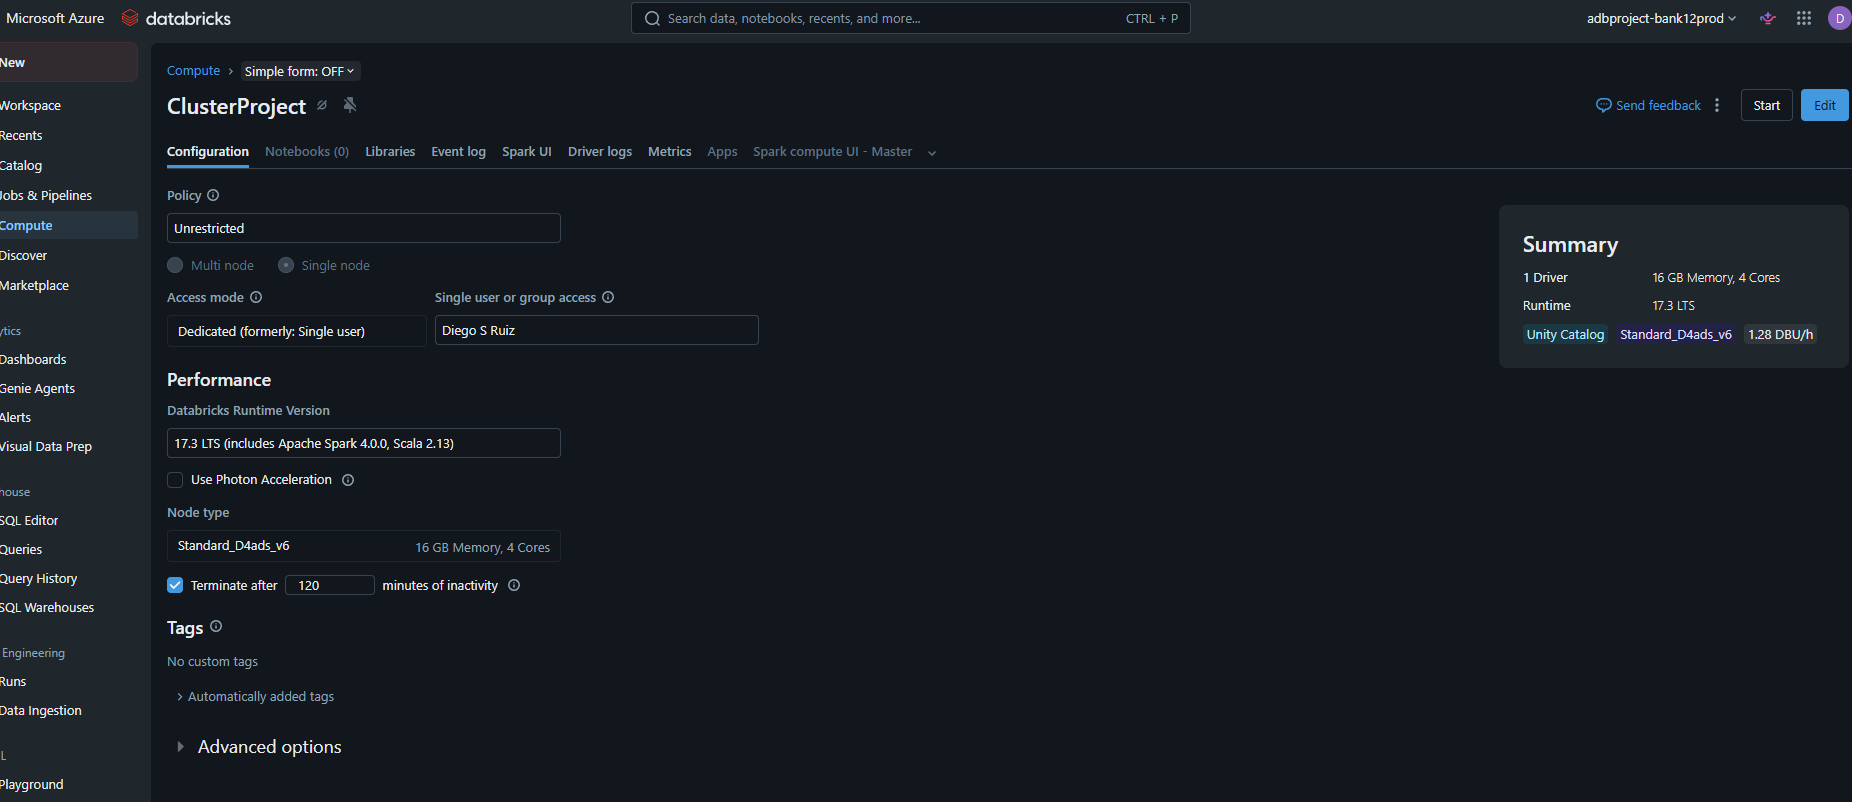 Microsoft Azure databricks
Search data, notebooks, recents, and more... CTRL + P
adbproject-bank12prod
D
New
Workspace
Recents
Catalog
Jobs & Pipelines
Compute
Discover
Marketplace
ytics
Dashboards
Genie Agents
Alerts
Visual Data Prep
house
SQL Editor
Queries
Query History
SQL Warehouses
Engineering
Runs
Data Ingestion
L
Playground
Compute > Simple form: OFF
ClusterProject
Send feedback
Start
Edit
Configuration Notebooks (0) Libraries Event log Spark UI Driver logs Metrics Apps Spark compute UI - Master
Policy
Unrestricted
Multi node Single node
Access mode Single user or group access
Dedicated (formerly: Single user) Diego S Ruiz
Performance
Databricks Runtime Version
17.3 LTS (includes Apache Spark 4.0.0, Scala 2.13)
Use Photon Acceleration
Node type
Standard_D4ads_v6 16 GB Memory, 4 Cores
Terminate after 120 minutes of inactivity
Tags
No custom tags
Automatically added tags
Advanced options
Summary
1 Driver 16 GB Memory, 4 Cores
Runtime 17.3 LTS
Unity Catalog Standard_D4ads_v6 1.28 DBU/h